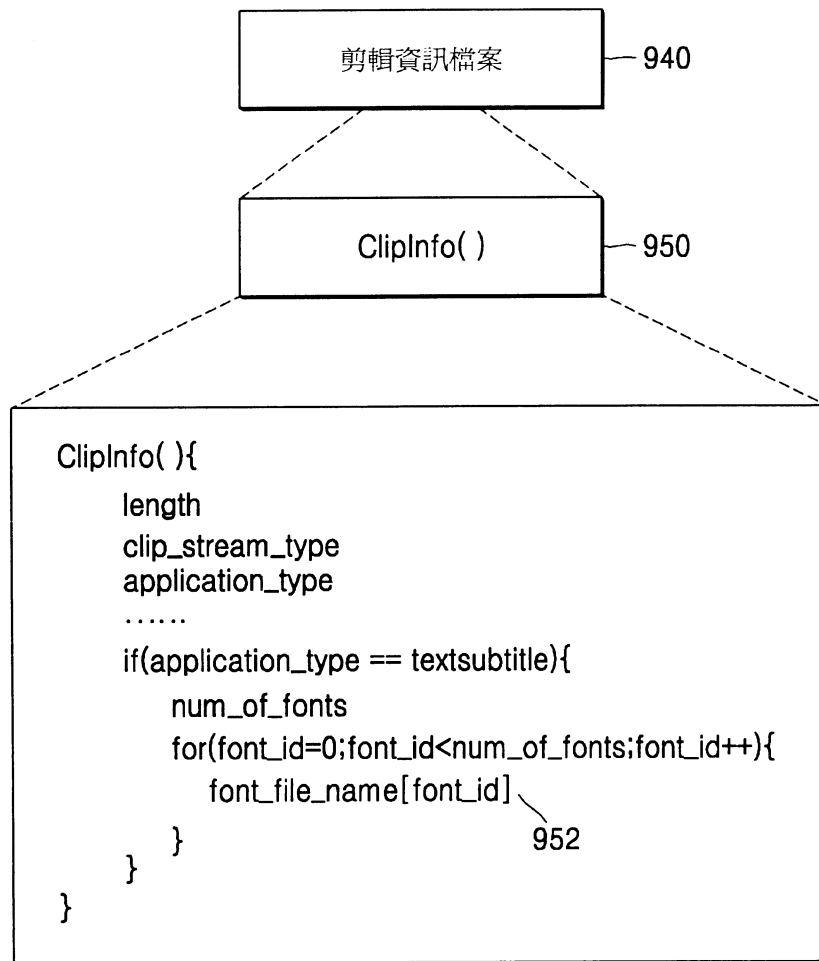 剪輯資訊檔案
940
ClipInfo( )
950
ClipInfo( ){
length
clip_stream_type
application_type
......
if(application_type == textsubtitle){
num_of_fonts
for(font_id=0;font_id<num_of_fonts;font_id++){
font_file_name[font_id]
952
}
}
}